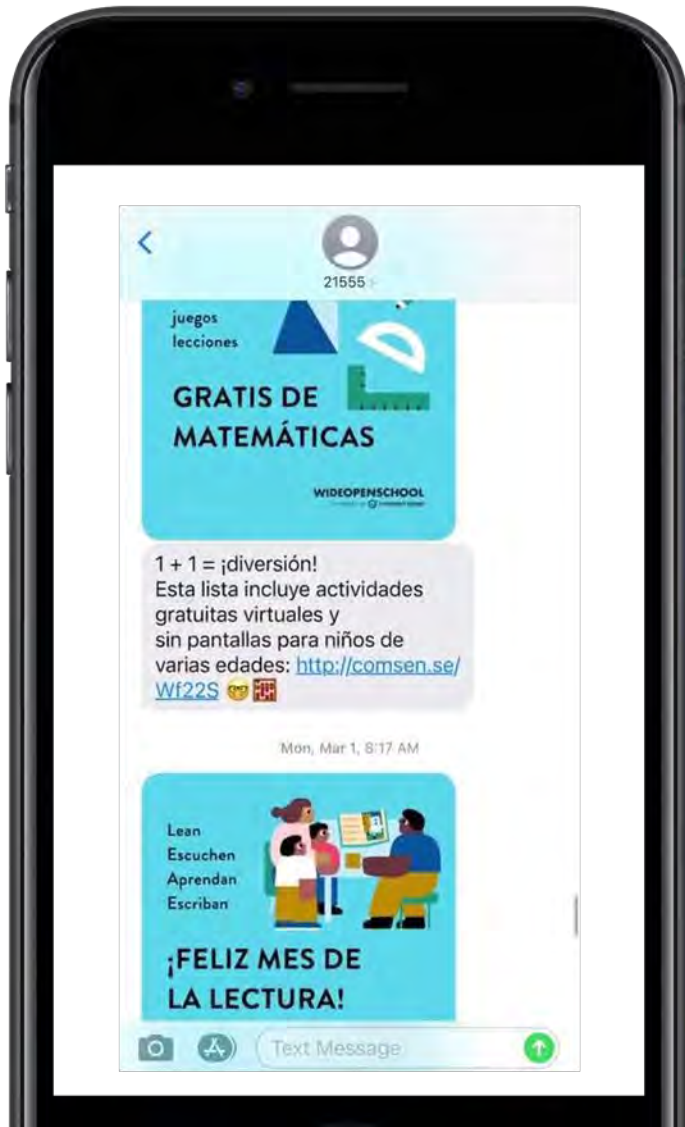 21555
juegos
lecciones
GRATIS DE
MATEMÁTICAS
WIDEOPENSCHOOL
1 + 1 = ¡diversión!
Esta lista incluye actividades
gratuitas virtuales y
sin pantallas para niños de
varias edades: http://comsen.se/
Wf22S
Mon, Mar 1, 8:17 AM
Lean
Escuchen
Aprendan
Escriban
¡FELIZ MES DE
LA LECTURA!
Text Message